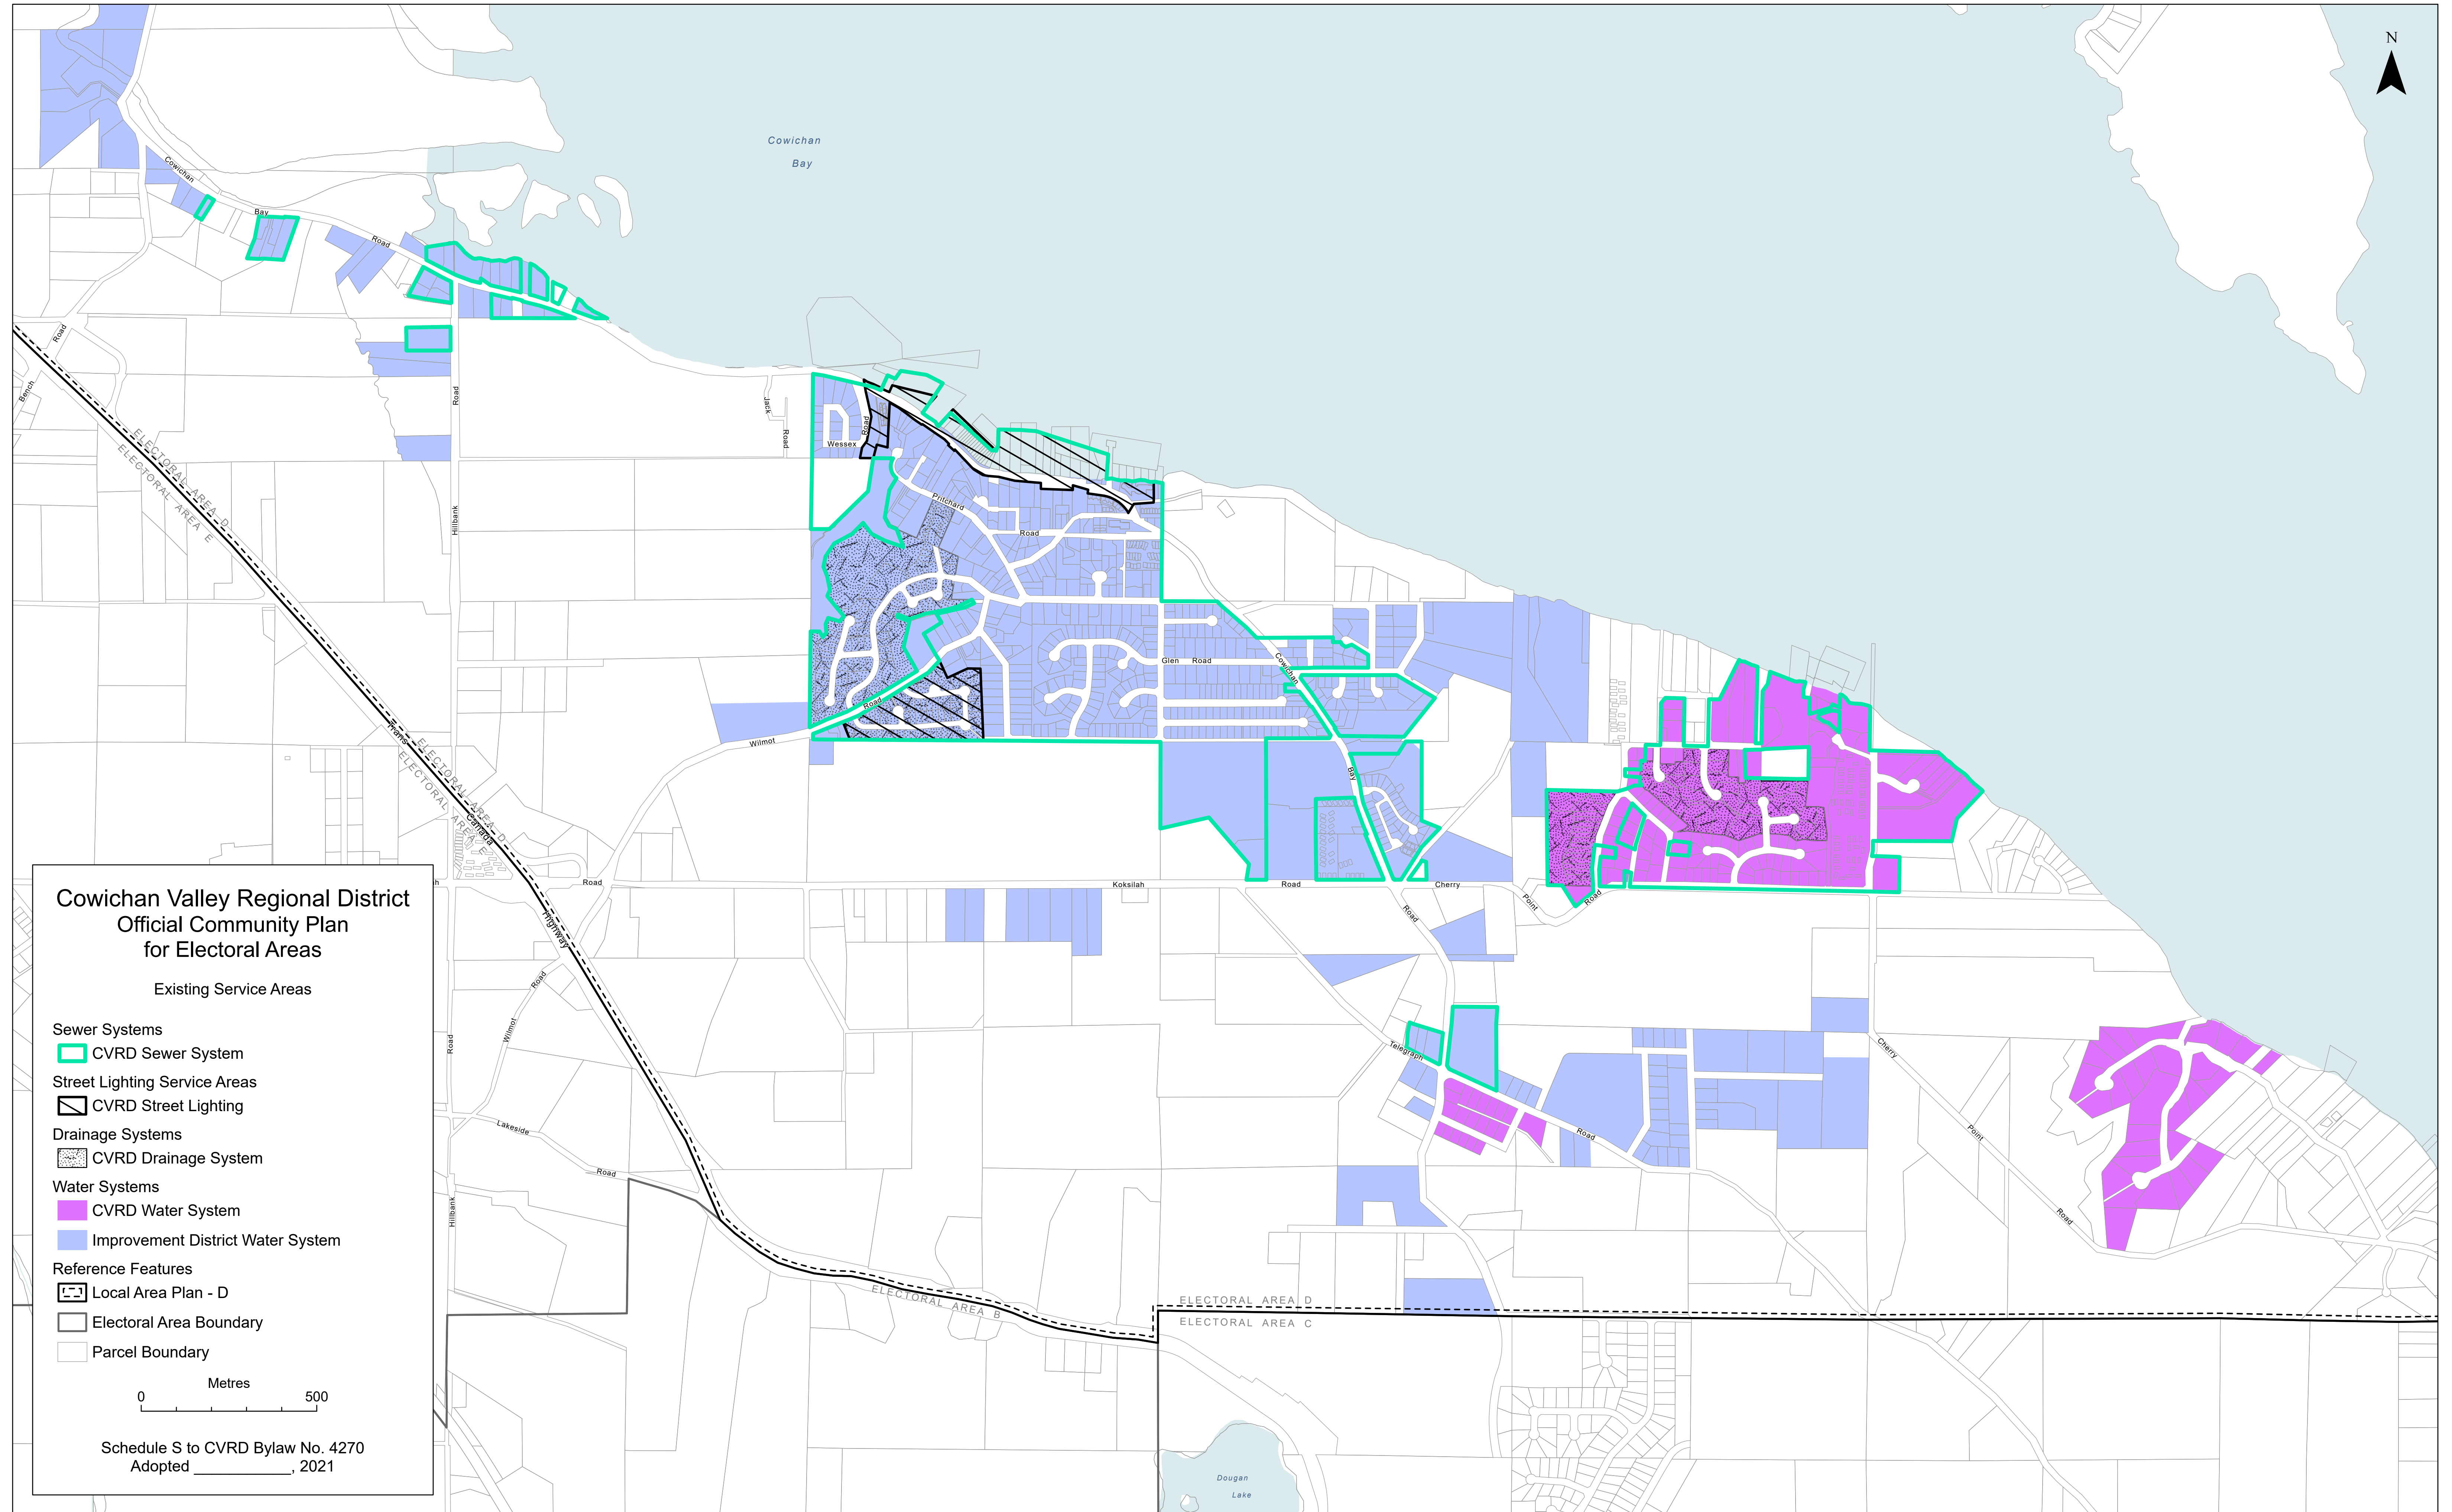 N
Cowichan
Bay
Cowichan
Bay
Road
Road
Bench
Road
Jack
Road
Wessex
Road
Pritchard
Road
Hillbank
ELECTORAL AREA D
ELECTORAL AREA E
Glen Road
Cowichan
Road
Wilmot
Bay
Trans
Canada
Highway
ELECTORAL AREA D
ELECTORAL AREA E
Road
Koksilah
Road
Cherry
Point
Road
Road
Wilmot
Road
Road
Telegraph
Road
Cherry
Point
Road
Lakeside
Road
Hillbank
ELECTORAL AREA B
ELECTORAL AREA D
ELECTORAL AREA C
Dougan
Lake
Cowichan Valley Regional District
Official Community Plan
for Electoral Areas
Existing Service Areas
Sewer Systems
CVRD Sewer System
Street Lighting Service Areas
CVRD Street Lighting
Drainage Systems
CVRD Drainage System
Water Systems
CVRD Water System
Improvement District Water System
Reference Features
Local Area Plan - D
Electoral Area Boundary
Parcel Boundary
Metres
0 500
Schedule S to CVRD Bylaw No. 4270
Adopted ___________, 2021